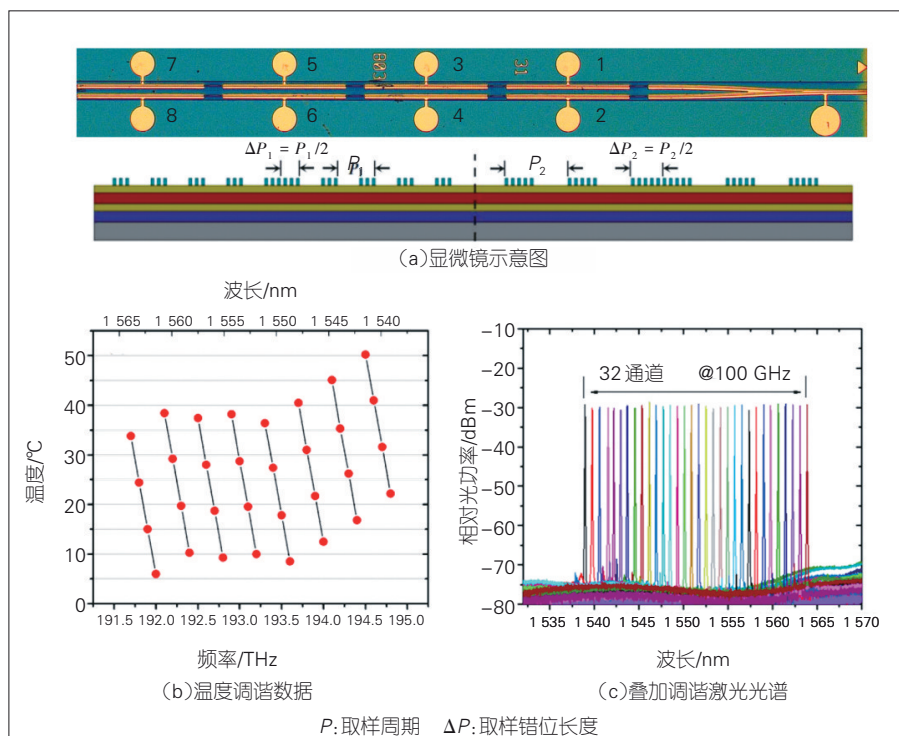 7 5 3 1
803 31
8 6 4 2
1
ΔP₁ = P₁/2 P₁ P₂ ΔP₂ = P₂/2
(a)显微镜示意图
波长/nm
1 565 1 560 1 555 1 550 1 545 1 540
50
40
30
20
10
0
温度/℃
191.5 192.0 192.5 193.0 193.5 194.0 194.5 195.0
频率/THz
(b)温度调谐数据
-10
-20
-30
-40
-50
-60
-70
-80
相对光功率/dBm
32 通道 @100 GHz
1 535 1 540 1 545 1 550 1 555 1 560 1 565 1 570
波长/nm
(c)叠加调谐激光光谱
P:取样周期 ΔP:取样错位长度